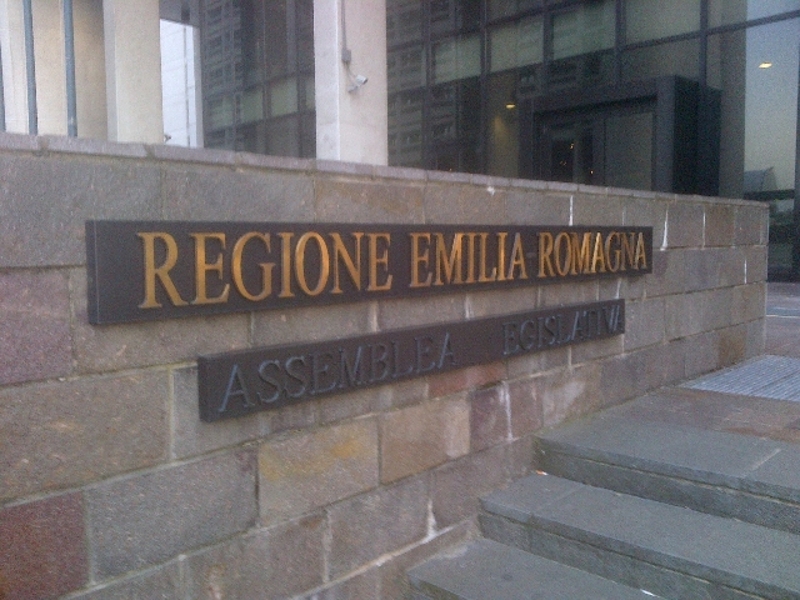 REGIONE EMILIA-ROMAGNA
ASSEMBLEA EGISLATIVA